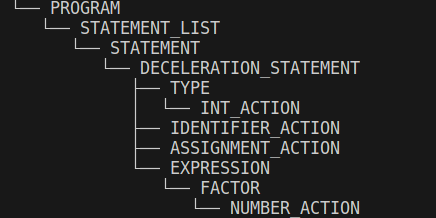 PROGRAM
STATEMENT_LIST
STATEMENT
DECELERATION_STATEMENT
TYPE
INT_ACTION
IDENTIFIER_ACTION
ASSIGNMENT_ACTION
EXPRESSION
FACTOR
NUMBER_ACTION